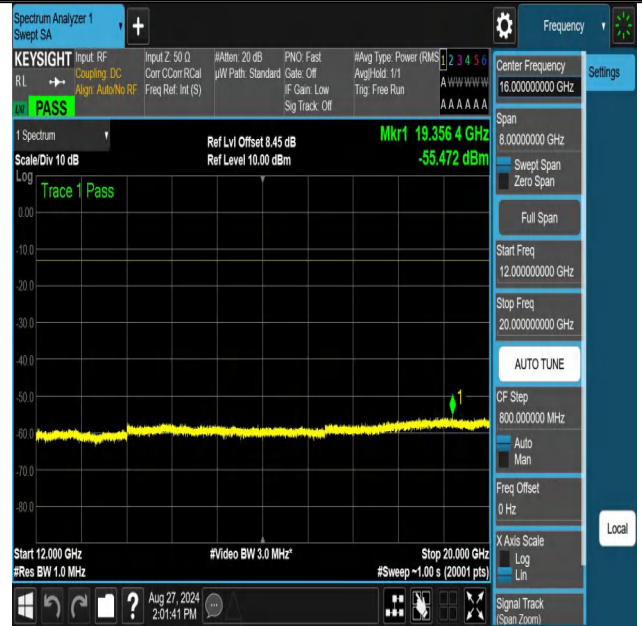 Spectrum Analyzer 1
Swept SA
Frequency
KEYSIGHT
RL
LXI
PASS
Input: RF
Coupling: DC
Align: Auto/No RF
Input Z: 50 Ω
Corr CCorr RCal
Freq Ref: Int (S)
#Atten: 20 dB
µW Path: Standard
PNO: Fast
Gate: Off
IF Gain: Low
Sig Track: Off
#Avg Type: Power (RMS
Avg|Hold: 1/1
Trig: Free Run
1 2 3 4 5 6
A W W W W W
A A A A A A
Center Frequency
16.000000000 GHz
Settings
Span
8.00000000 GHz
Swept Span
Zero Span
Full Span
Start Freq
12.000000000 GHz
Stop Freq
20.000000000 GHz
AUTO TUNE
CF Step
800.000000 MHz
Auto
Man
Freq Offset
0 Hz
X Axis Scale
Log
Lin
Signal Track
(Span Zoom)
Local
1 Spectrum
Scale/Div 10 dB
Log
Ref Lvl Offset 8.45 dB
Ref Level 10.00 dBm
Mkr1 19.356 4 GHz
-55.472 dBm
Trace 1 Pass
0.00
-10.0
-20.0
-30.0
-40.0
-50.0
-60.0
-70.0
-80.0
1
Start 12.000 GHz
#Res BW 1.0 MHz
#Video BW 3.0 MHz*
Stop 20.000 GHz
#Sweep ~1.00 s (20001 pts)
?
Aug 27, 2024
2:01:41 PM